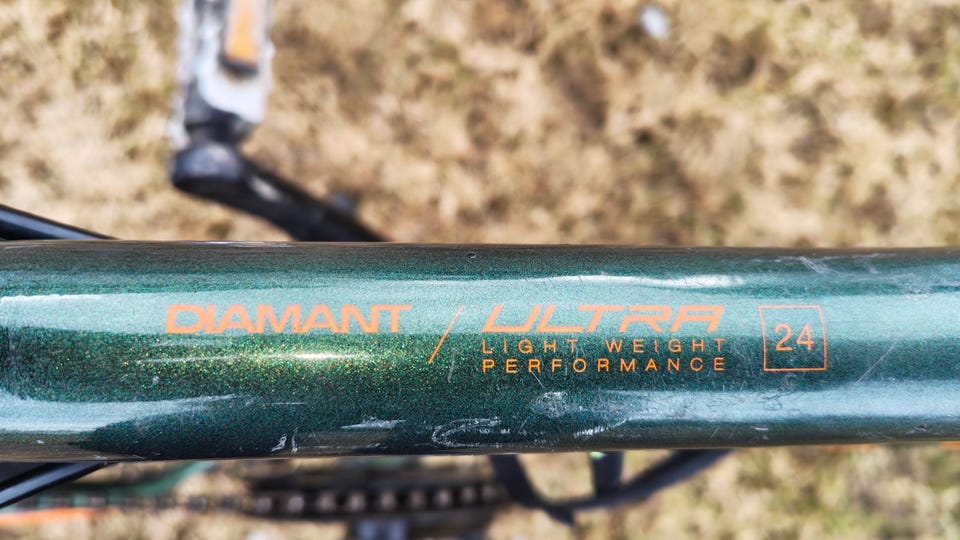 DIAMANT / ULTRA 24
LIGHT WEIGHT
PERFORMANCE